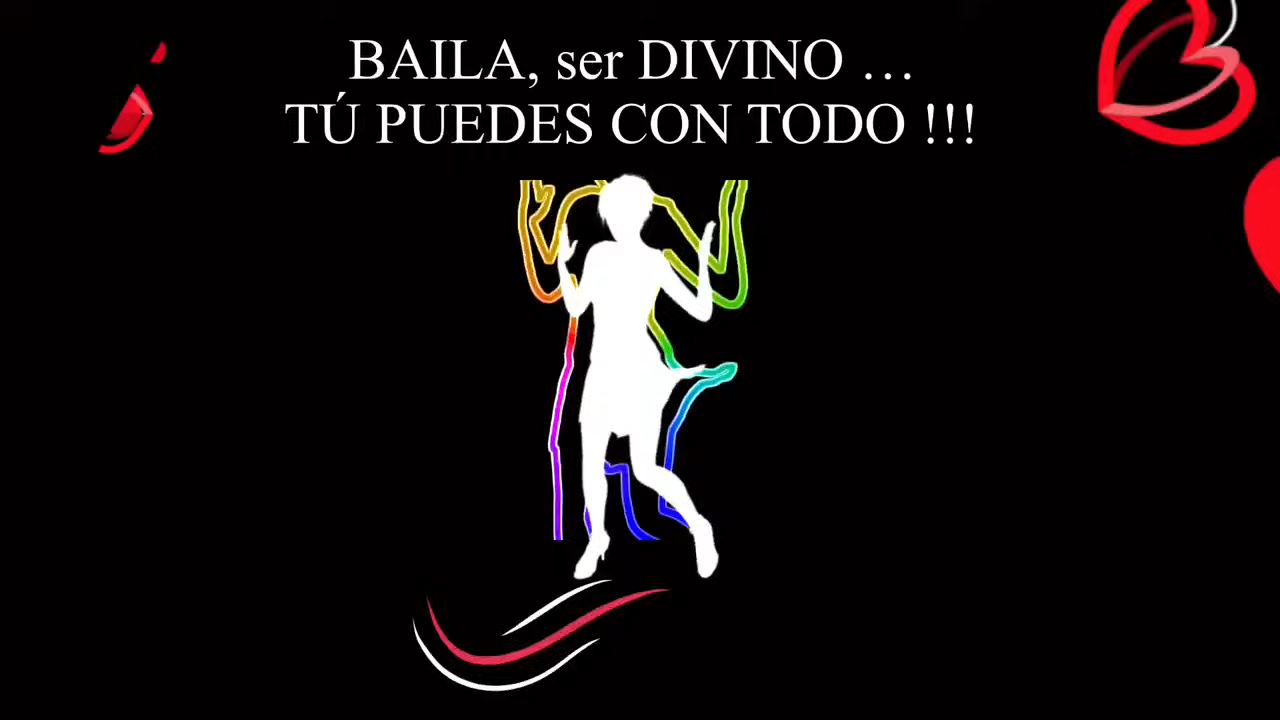 BAILA, ser DIVINO …
TÚ PUEDES CON TODO !!!